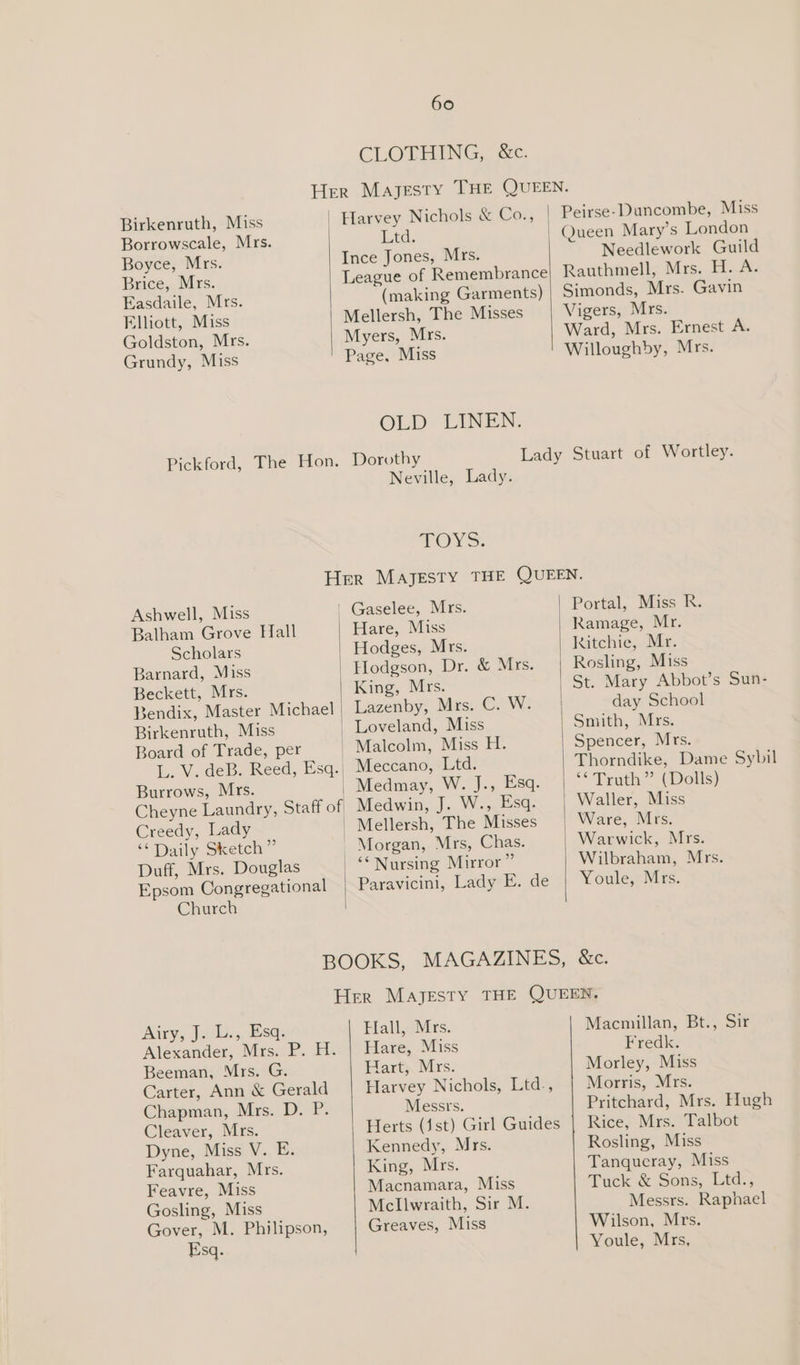 60
CLOTHING, &c.
HER MAJESTY THE QUEEN.
Birkenruth, Miss
Borrowscale, Mrs.
Boyce, Mrs.
Brice, Mrs.
Easdaile, Mrs.
Elliott, Miss
Goldston, Mrs.
Grundy, Miss
Harvey Nichols & Co.,
Ltd.
Ince Jones, Mrs.
League of Remembrance
(making Garments)
Mellersh, The Misses
Myers, Mrs.
Page, Miss
Peirse-Duncombe, Miss
Queen Mary's London
Needlework Guild
Rauthmell, Mrs. H. A.
Simonds, Mrs. Gavin
Vigers, Mrs.
Ward, Mrs. Ernest A.
Willoughby, Mrs.
OLD LINEN.
Pickford, The Hon. Dorothy
Lady Stuart of Wortley.
Neville, Lady.
TOYS.
HER MAJESTY THE QUEEN.
Ashwell, Miss
Balham Grove Hall
Scholars
Barnard, Miss
Beckett, Mrs.
Bendix, Master Michael
Birkenruth, Miss
Board of Trade, per
L. V. deB. Reed, Esq.
Burrows, Mrs.
Cheyne Laundry, Staff of
Creedy, Lady
"Daily Sketch"
Duff, Mrs. Douglas
Epsom Congregational
Church
Gaselee, Mrs.
Hare, Miss
Hodges, Mrs.
Hodgson, Dr. & Mrs.
King, Mrs.
Lazenby, Mrs. C. W.
Loveland, Miss
Malcolm, Miss H.
Meccano, Ltd.
Medmay, W. J., Esq.
Medwin, J. W., Esq.
Mellersh, The Misses
Morgan, Mrs, Chas.
"Nursing Mirror"
Paravicini, Lady E. de
Portal, Miss R.
Ramage, Mr.
Ritchie, Mr.
Rosling, Miss
St. Mary Abbot's Sun-
day School
Smith, Mrs.
Spencer, Mrs.
Thorndike, Dame Sybil
"Truth" (Dolls)
Waller, Miss
Ware, Mrs.
Warwick, Mrs.
Wilbraham, Mrs.
Youle, Mrs.
BOOKS, MAGAZINES, &c.
HER MAJESTY THE QUEEN.
Airy, J. L., Esq.
Alexander, Mrs. P. H.
Beeman, Mrs. G.
Carter, Ann & Gerald
Chapman, Mrs. D. P.
Cleaver, Mrs.
Dyne, Miss V. E.
Farquahar, Mrs.
Feavre, Miss
Gosling, Miss
Gover, M. Philipson,
Esq.
Hall, Mrs.
Hare, Miss
Hart, Mrs.
Harvey Nichols, Ltd.,
Messrs.
Herts (1st) Girl Guides
Kennedy, Mrs.
King, Mrs.
Macnamara, Miss
McIlwraith, Sir M.
Greaves, Miss
Macmillan, Bt., Sir
Fredk.
Morley, Miss
Morris, Mrs.
Pritchard, Mrs. Hugh
Rice, Mrs. Talbot
Rosling, Miss
Tanqueray, Miss
Tuck & Sons, Ltd.,
Messrs. Raphael
Wilson, Mrs.
Youle, Mrs,